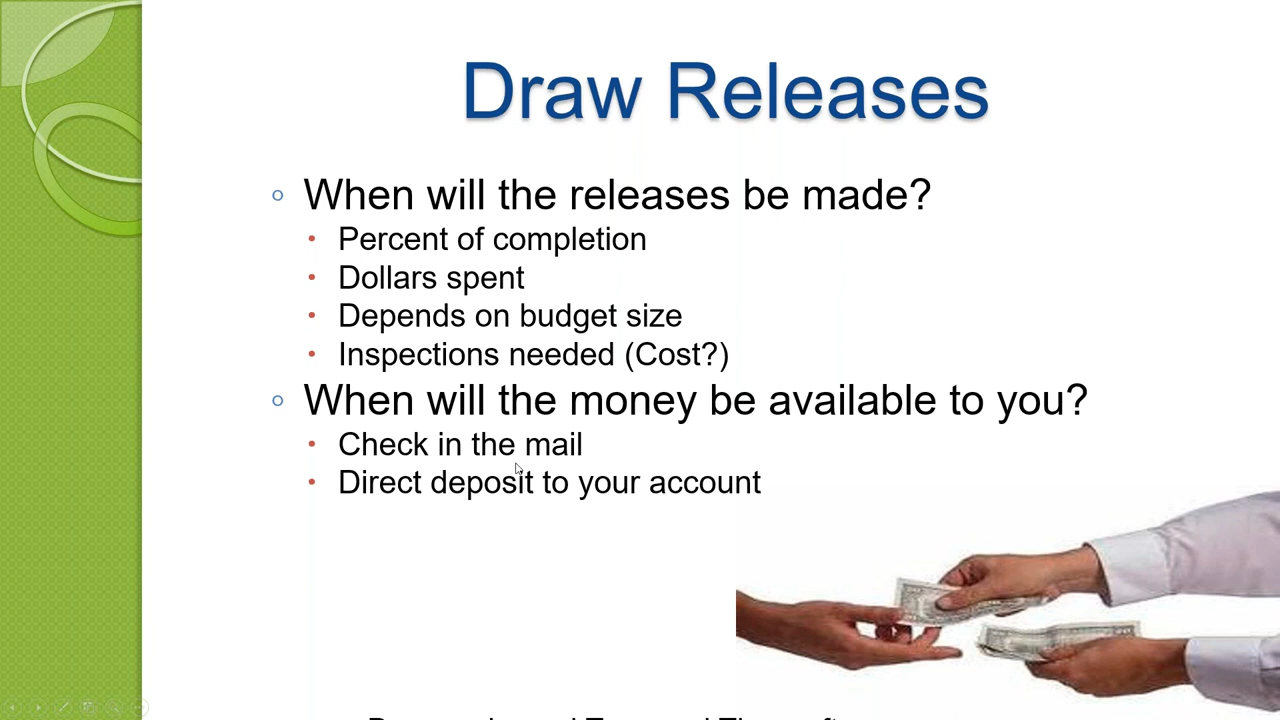 Draw Releases
When will the releases be made?
Percent of completion
Dollars spent
Depends on budget size
Inspections needed (Cost?)
When will the money be available to you?
Check in the mail
Direct deposit to your account